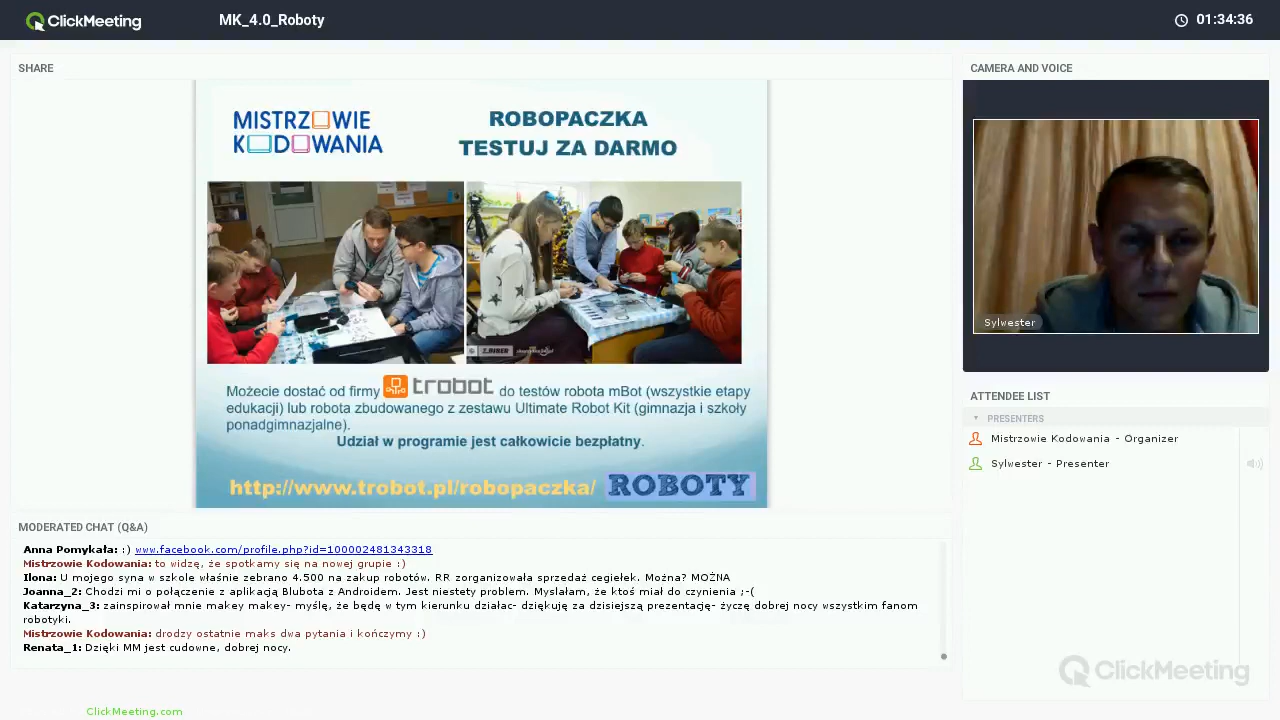 ClickMeeting
MK_4.0_Roboty
01:34:36
SHARE
MISTRZOWIE
KODOWANIA
ROBOPACZKA
TESTUJ ZA DARMO
Możecie dostać od firmy trobot do testów robota mBot (wszystkie etapy
edukacji) lub robota zbudowanego z zestawu Ultimate Robot Kit (gimnazja i szkoły
ponadgimnazjalne).
Udział w programie jest całkowicie bezpłatny.
http://www.trobot.pl/robopaczka/
ROBOTY
CAMERA AND VOICE
Sylwester
ATTENDEE LIST
PRESENTERS
Mistrzowie Kodowania - Organizer
Sylwester - Presenter
MODERATED CHAT (Q&A)
Anna Pomykała: :) www.facebook.com/profile.php?id=100002481343318
Mistrzowie Kodowania: to widzę, że spotkamy się na nowej grupie :)
Ilona: U mojego syna w szkole właśnie zebrano 4.500 na zakup robotów. RR zorganizowała sprzedaż cegiełek. Można? MOŻNA
Joanna_2: Chodzi mi o połączenie z aplikacją Blubota z Androidem. Jest niestety problem. Myslałam, że ktoś miał do czynienia ;-(
Katarzyna_3: zainspirował mnie makey makey- myślę, że będę w tym kierunku działac- dziękuję za dzisiejszą prezentację- życzę dobrej nocy wszystkim fanom
robotyki.
Mistrzowie Kodowania: drodzy ostatnie maks dwa pytania i kończymy :)
Renata_1: Dzięki MM jest cudowne, dobrej nocy.
ClickMeeting
ClickMeeting.com